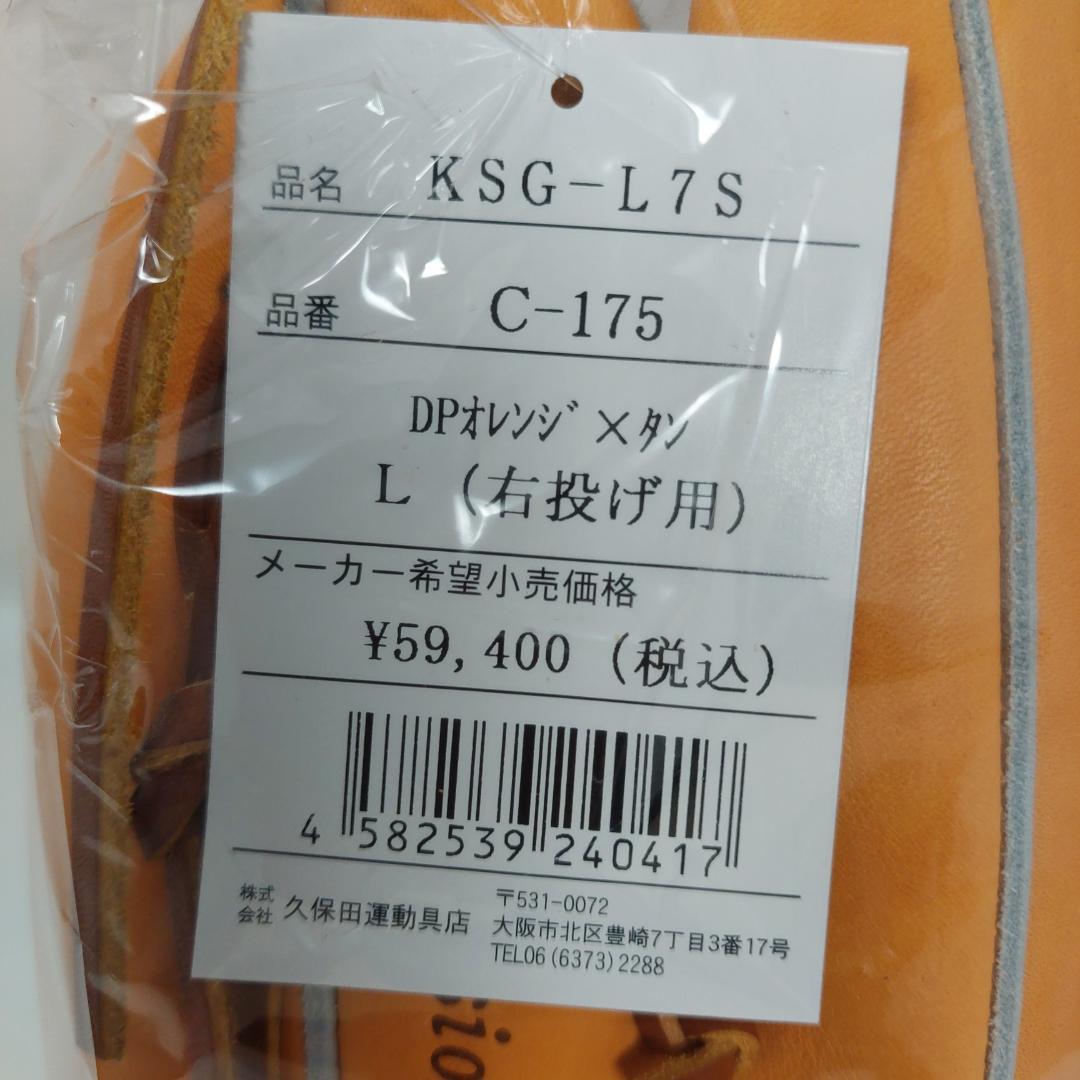 品名 KSG-L7S
品番 C-175
DPｵﾚﾝｼﾞ×ﾀﾝ
L (右投げ用)
メーカー希望小売価格
¥59,400 (税込)
4 582539 240417
株式会社 久保田運動具店
〒531-0072
大阪市北区豊崎7丁目3番17号
TEL06(6373)2288
sio